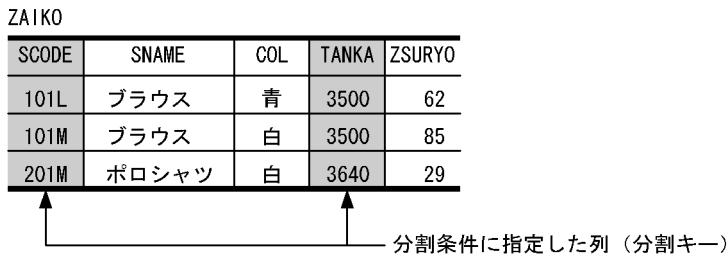 ZAIKO
SCODE SNAME COL TANKA ZSURYO
101L ブラウス 青 3500 62
101M ブラウス 白 3500 85
201M ポロシャツ 白 3640 29
分割条件に指定した列（分割キー）